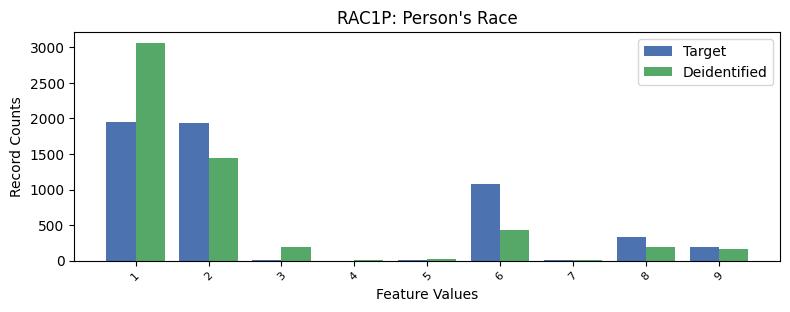 RAC1P: Person's Race
Record Counts
3000
2500
2000
1500
1000
500
0
Target
Deidentified
1 2 3 4 5 6 7 8 9
Feature Values